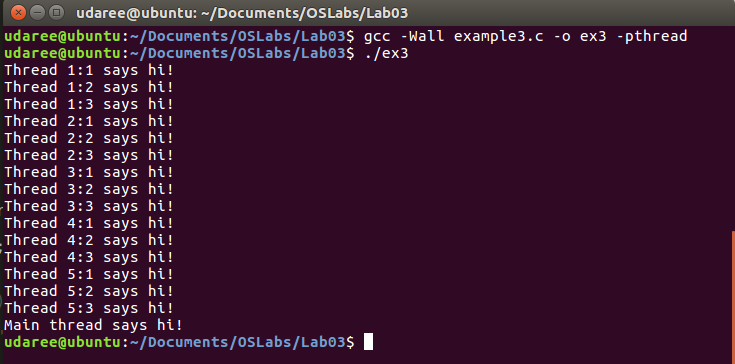 udaree@ubuntu: ~/Documents/OSLabs/Lab03
udaree@ubuntu:~/Documents/OSLabs/Lab03$ gcc -Wall example3.c -o ex3 -pthread
udaree@ubuntu:~/Documents/OSLabs/Lab03$ ./ex3
Thread 1:1 says hi!
Thread 1:2 says hi!
Thread 1:3 says hi!
Thread 2:1 says hi!
Thread 2:2 says hi!
Thread 2:3 says hi!
Thread 3:1 says hi!
Thread 3:2 says hi!
Thread 3:3 says hi!
Thread 4:1 says hi!
Thread 4:2 says hi!
Thread 4:3 says hi!
Thread 5:1 says hi!
Thread 5:2 says hi!
Thread 5:3 says hi!
Main thread says hi!
udaree@ubuntu:~/Documents/OSLabs/Lab03$